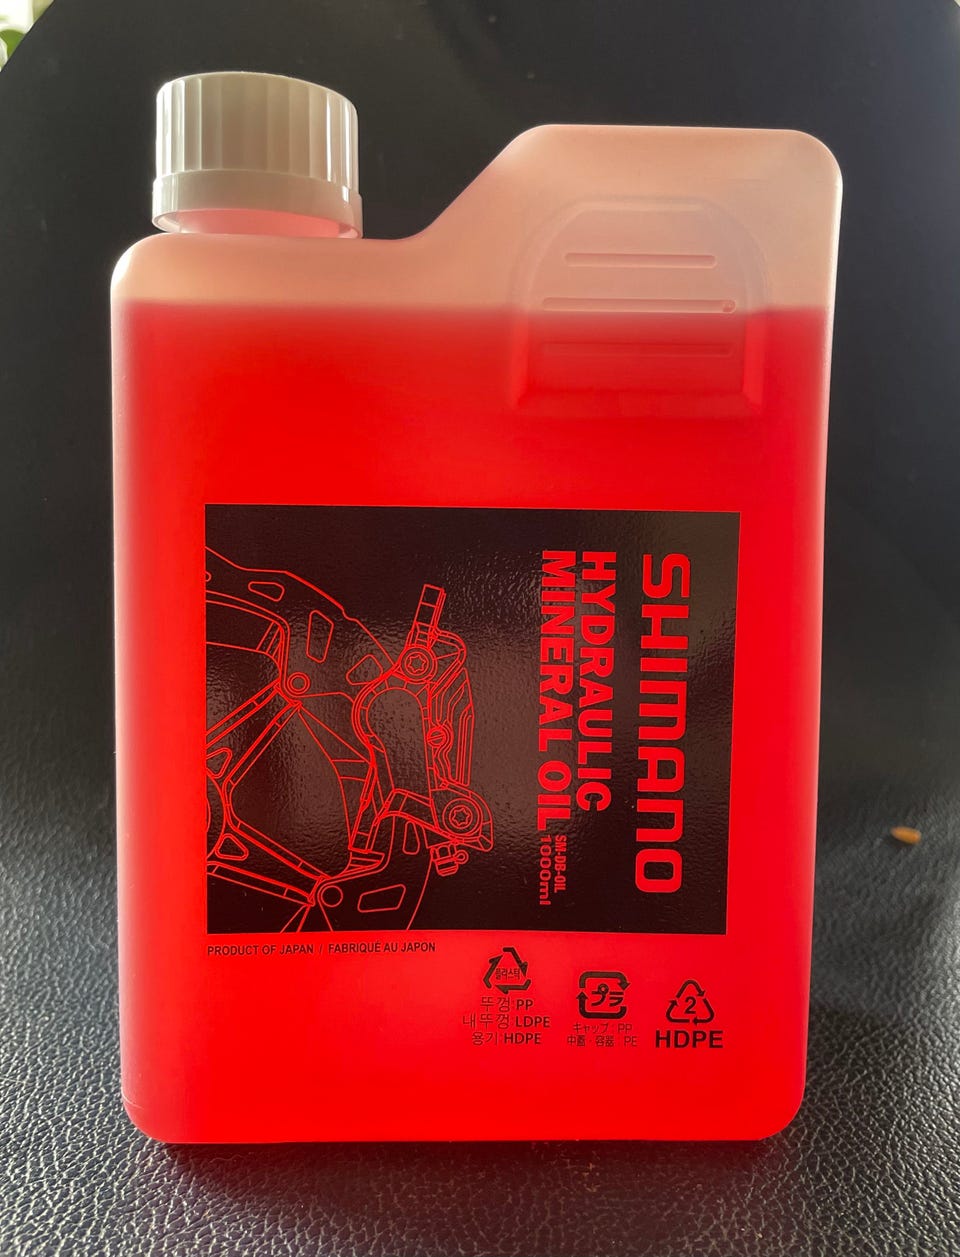 SHIMANO
HYDRAULIC
MINERAL OIL
SM-DB-OIL
1000ml
PRODUCT OF JAPAN / FABRIQUÉ AU JAPON
플라스틱
뚜껑:PP
내뚜껑:LDPE
용기:HDPE
プラ
キャップ:PP
中蓋・容器:PE
2
HDPE